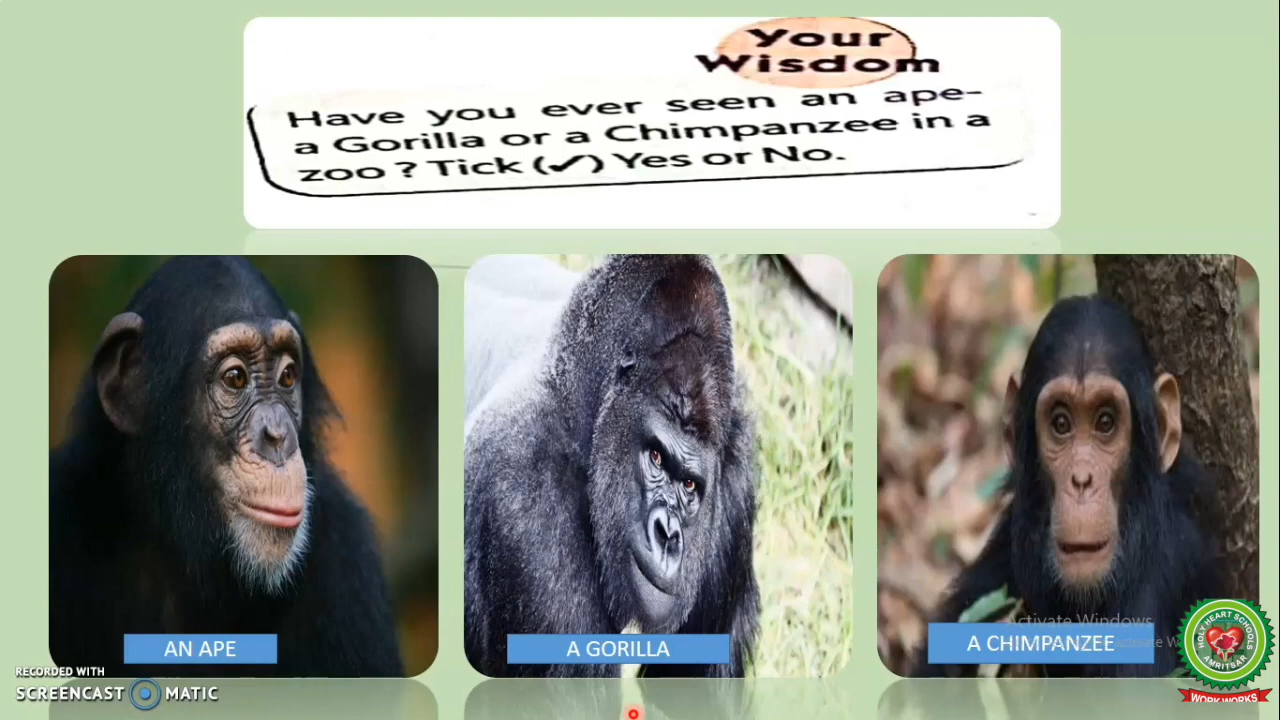 Your
Wisdom
Have you ever seen an ape-
a Gorilla or a Chimpanzee in a
zoo ? Tick (✓) Yes or No.
AN APE
A GORILLA
A CHIMPANZEE
Activate Windows
RECORDED WITH
SCREENCAST MATIC
HOLY HEART SCHOOLS
AMRITSAR
WORK WORKS